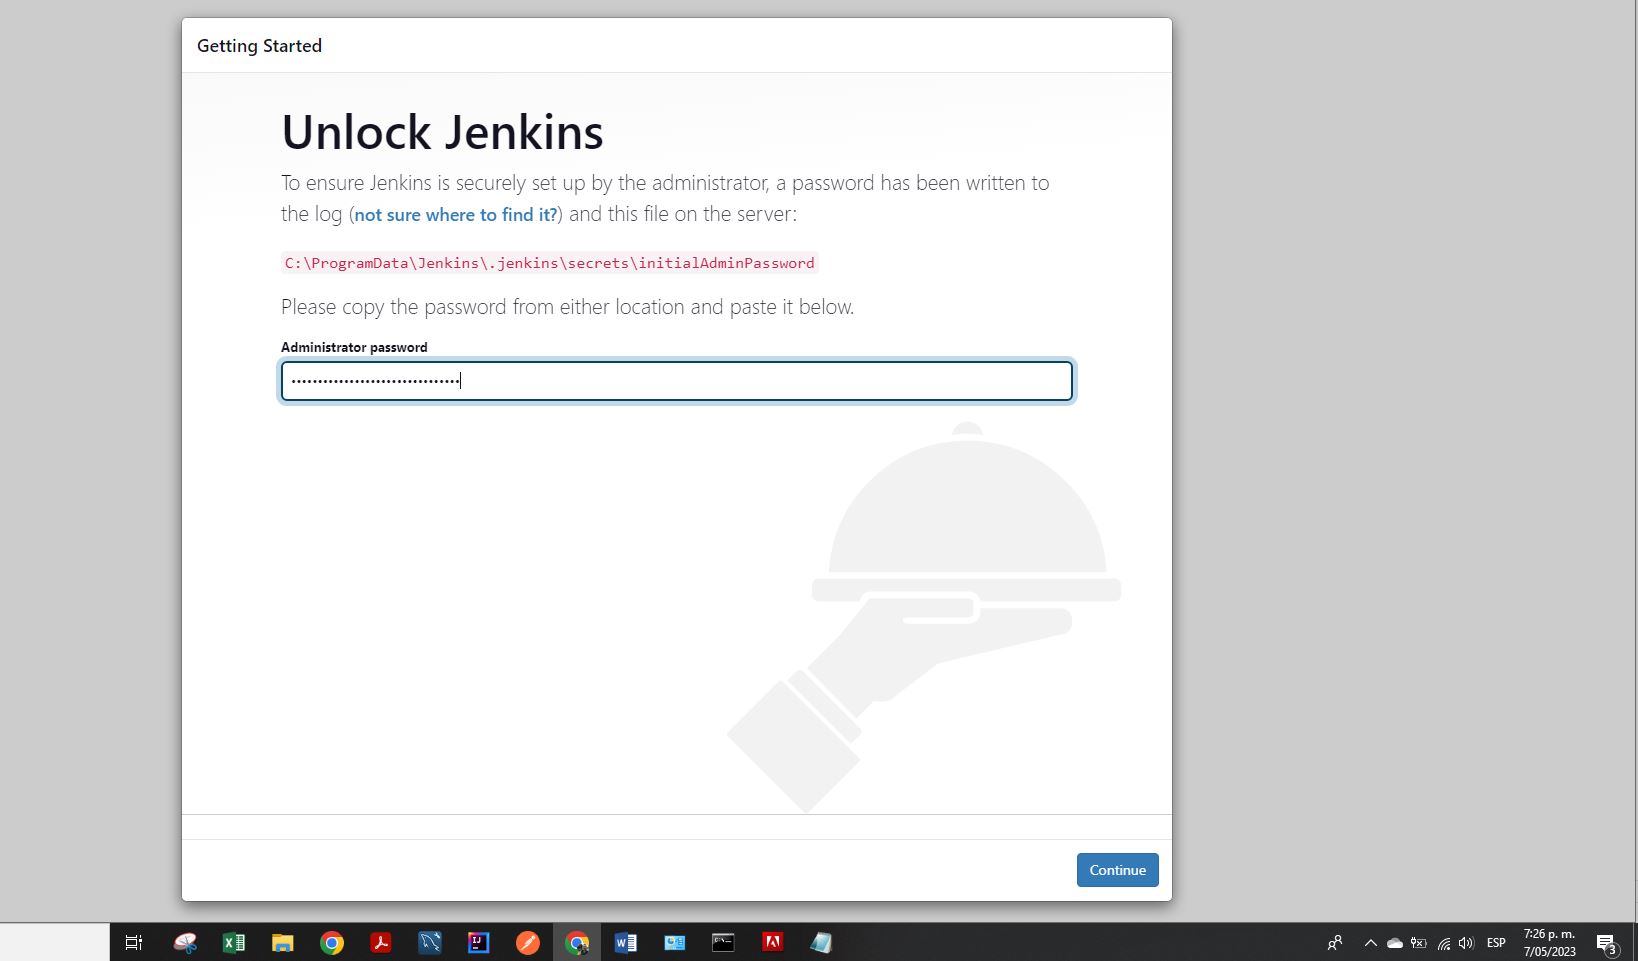 Getting Started
Unlock Jenkins
To ensure Jenkins is securely set up by the administrator, a password has been written to
the log (not sure where to find it?) and this file on the server:
C:\ProgramData\Jenkins\.jenkins\secrets\initialAdminPassword
Please copy the password from either location and paste it below.
Administrator password
••••••••••••••••••••••••••••••••
Continue
ESP
7:26 p. m.
7/05/2023
3